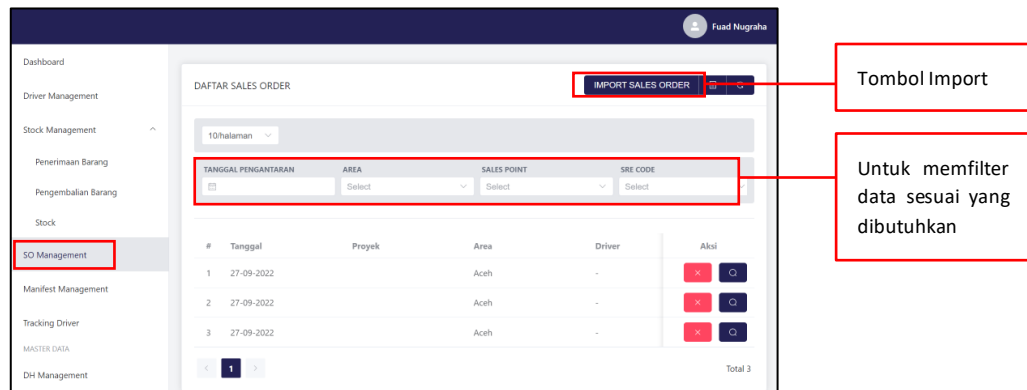 Fuad Nugraha
Dashboard
Driver Management
Stock Management
Penerimaan Barang
Pengembalian Barang
Stock
SO Management
Manifest Management
Tracking Driver
MASTER DATA
DH Management
DAFTAR SALES ORDER
IMPORT SALES ORDER
10/halaman
TANGGAL PENGANTARAN AREA SALES POINT SRE CODE
Select Select Select
# Tanggal Proyek Area Driver Aksi
1 27-09-2022 Aceh -
2 27-09-2022 Aceh -
3 27-09-2022 Aceh -
< 1 > Total 3
Tombol Import
Untuk memfilter
data sesuai yang
dibutuhkan